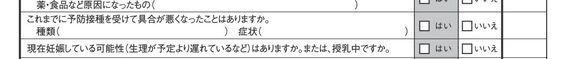 薬・食品など原因になったもの( ) □はい □いいえ
これまでに予防接種を受けて具合が悪くなったことはありますか。
種類( ) 症状( ) □はい □いいえ
現在妊娠している可能性(生理が予定より遅れているなど)はありますか。または、授乳中ですか。 □はい □いいえ